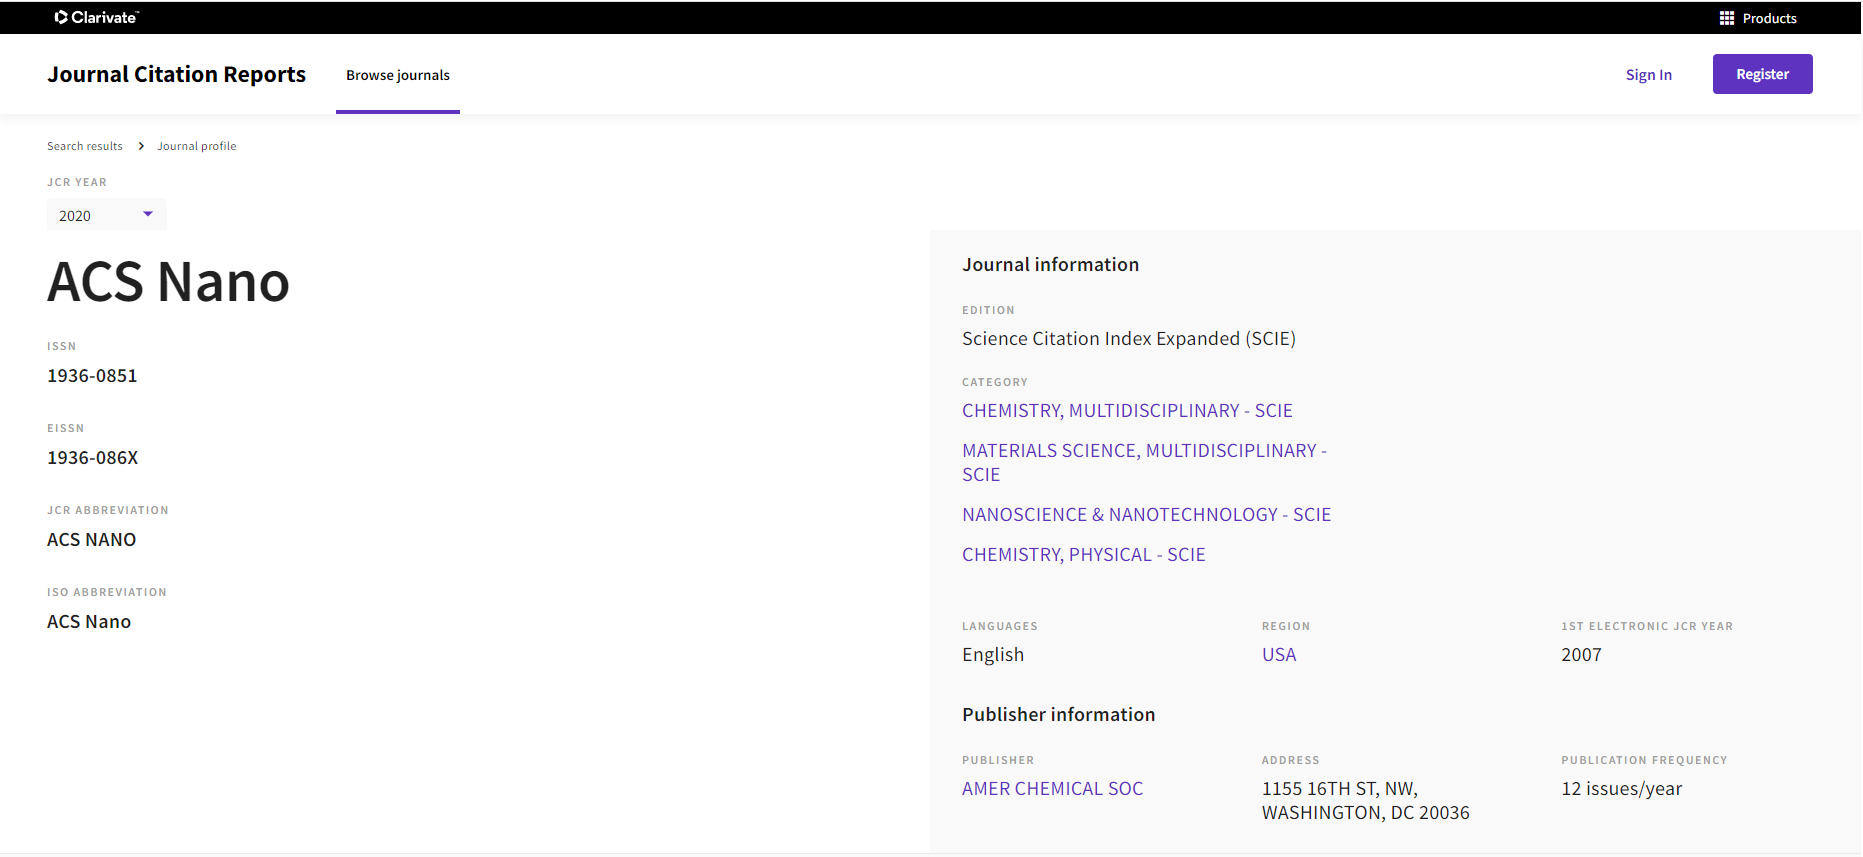 Clarivate™
Products
Journal Citation Reports
Browse journals
Sign In
Register
Search results > Journal profile
JCR YEAR
2020
ACS Nano
ISSN
1936-0851
EISSN
1936-086X
JCR ABBREVIATION
ACS NANO
ISO ABBREVIATION
ACS Nano
Journal information
EDITION
Science Citation Index Expanded (SCIE)
CATEGORY
CHEMISTRY, MULTIDISCIPLINARY - SCIE
MATERIALS SCIENCE, MULTIDISCIPLINARY -
SCIE
NANOSCIENCE & NANOTECHNOLOGY - SCIE
CHEMISTRY, PHYSICAL - SCIE
LANGUAGES
English
REGION
USA
1ST ELECTRONIC JCR YEAR
2007
Publisher information
PUBLISHER
AMER CHEMICAL SOC
ADDRESS
1155 16TH ST, NW,
WASHINGTON, DC 20036
PUBLICATION FREQUENCY
12 issues/year